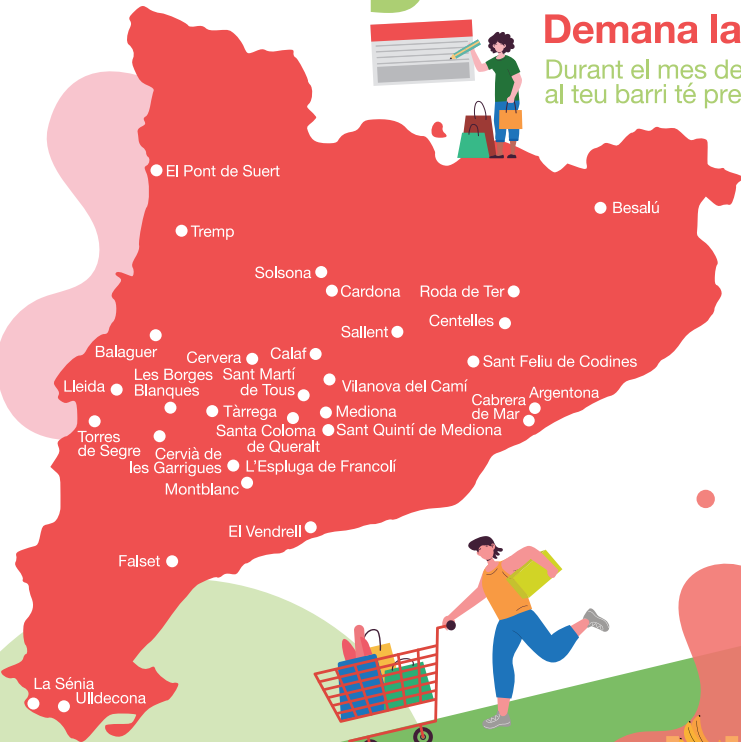 Demana la
Durant el mes de
al teu barri té pre
El Pont de Suert
Besalú
Tremp
Solsona
Cardona
Roda de Ter
Sallent
Centelles
Balaguer
Cervera
Calaf
Sant Feliu de Codines
Lleida
Les Borges
Blanques
Sant Martí
de Tous
Vilanova del Camí
Cabrera
de Mar
Argentona
Tàrrega
Mediona
Torres
de Segre
Cervià de
les Garrigues
Santa Coloma
de Queralt
Sant Quintí de Mediona
L'Espluga de Francolí
Montblanc
El Vendrell
Falset
La Sénia
Ulldecona